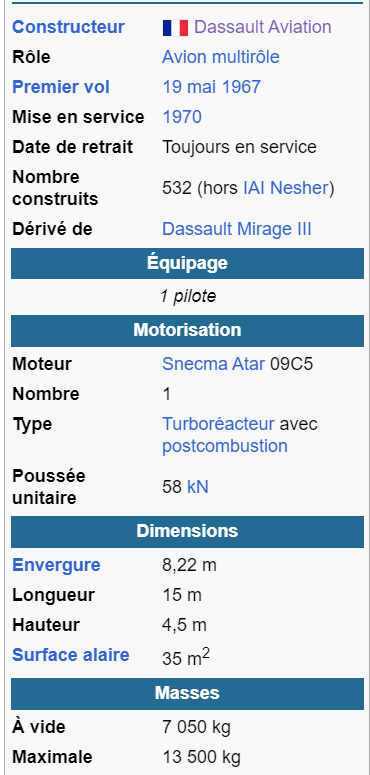 Constructeur Dassault Aviation
Rôle Avion multirôle
Premier vol 19 mai 1967
Mise en service 1970
Date de retrait Toujours en service
Nombre
construits 532 (hors IAI Nesher)
Dérivé de Dassault Mirage III
Équipage
1 pilote
Motorisation
Moteur Snecma Atar 09C5
Nombre 1
Type Turboréacteur avec
postcombustion
Poussée
unitaire 58 kN
Dimensions
Envergure 8,22 m
Longueur 15 m
Hauteur 4,5 m
Surface alaire 35 m2
Masses
À vide 7 050 kg
Maximale 13 500 kg